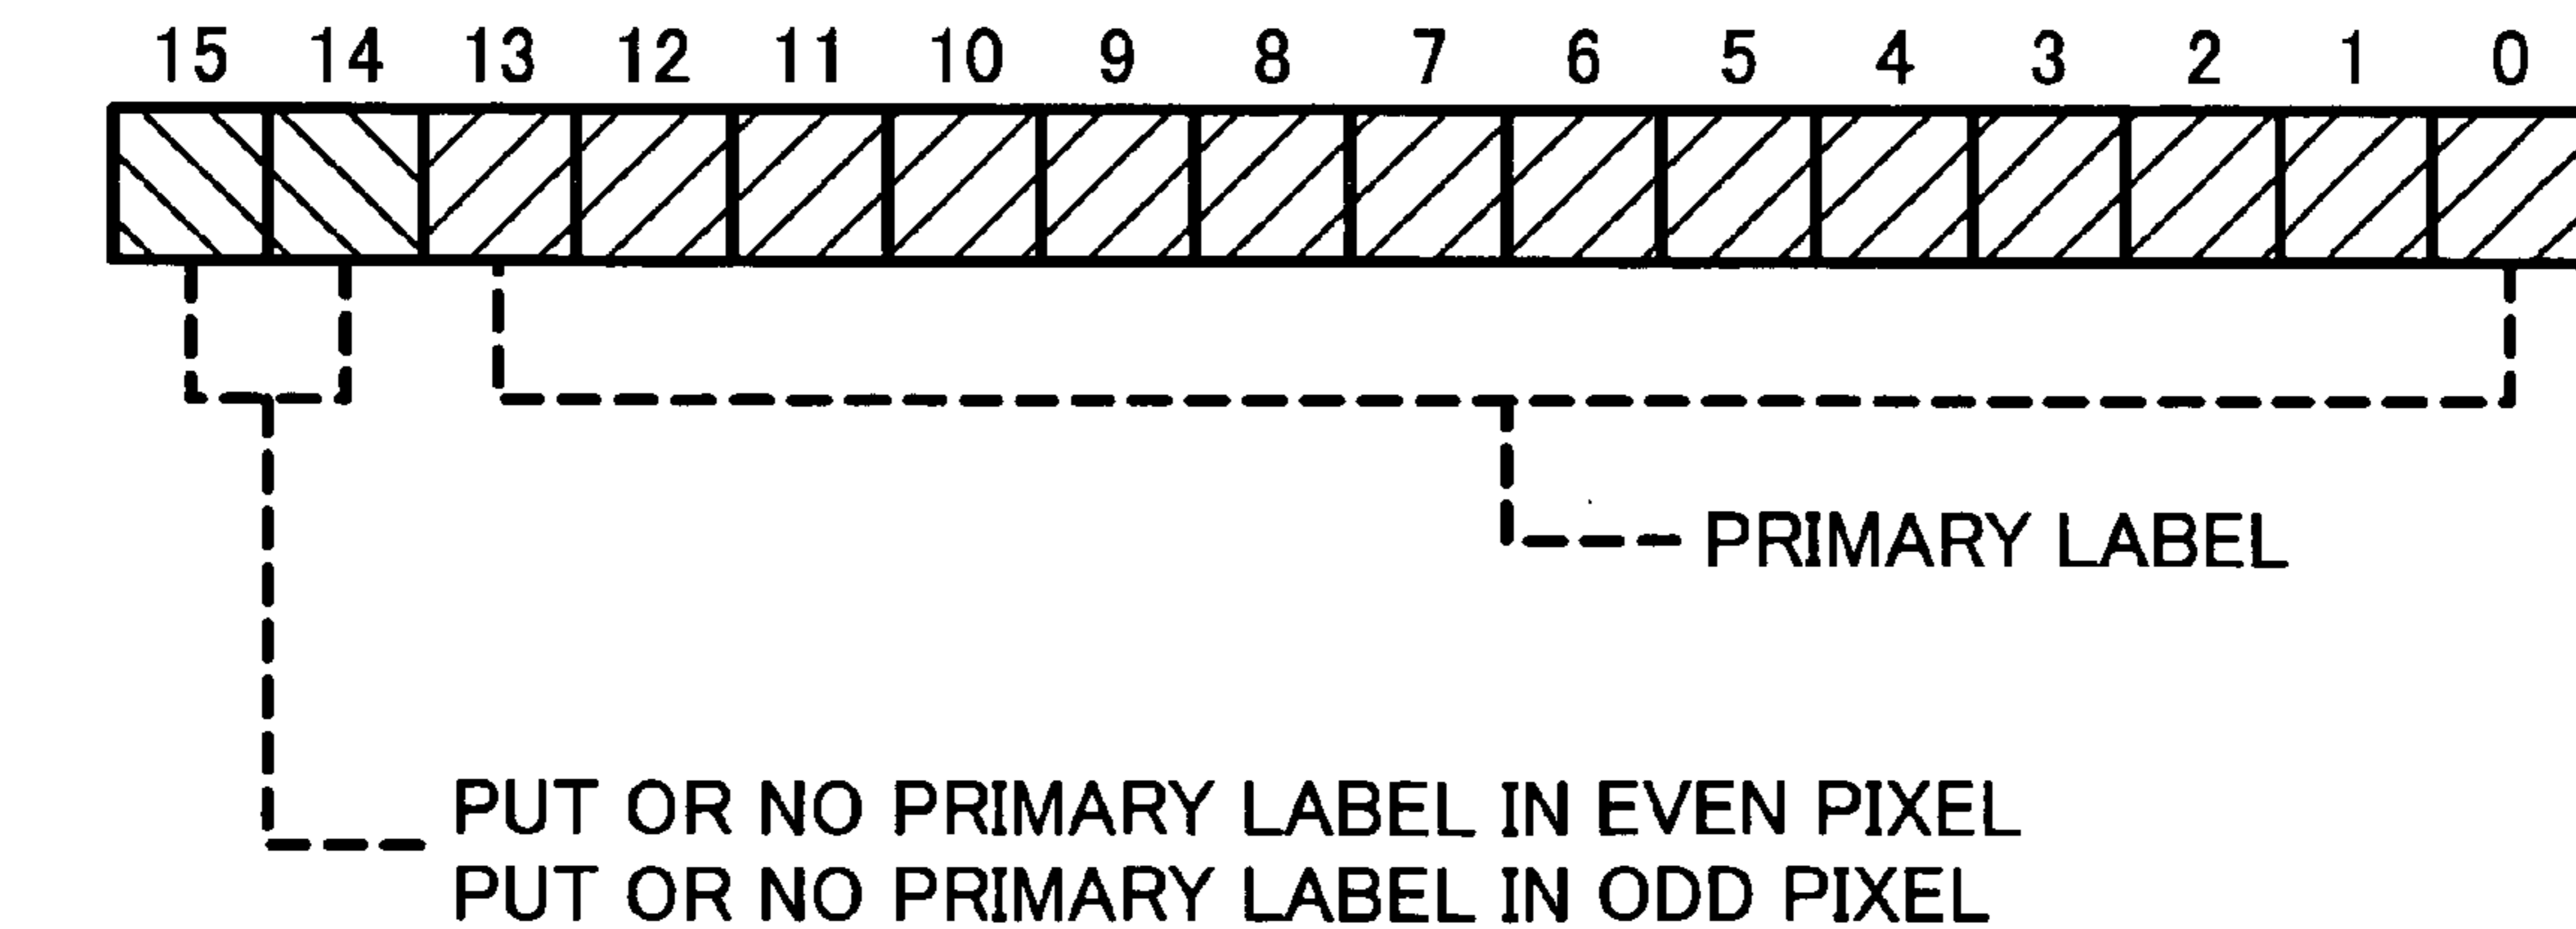 15 14 13 12 11 10 9 8 7 6 5 4 3 2 1 0
PRIMARY LABEL
PUT OR NO PRIMARY LABEL IN EVEN PIXEL
PUT OR NO PRIMARY LABEL IN ODD PIXEL